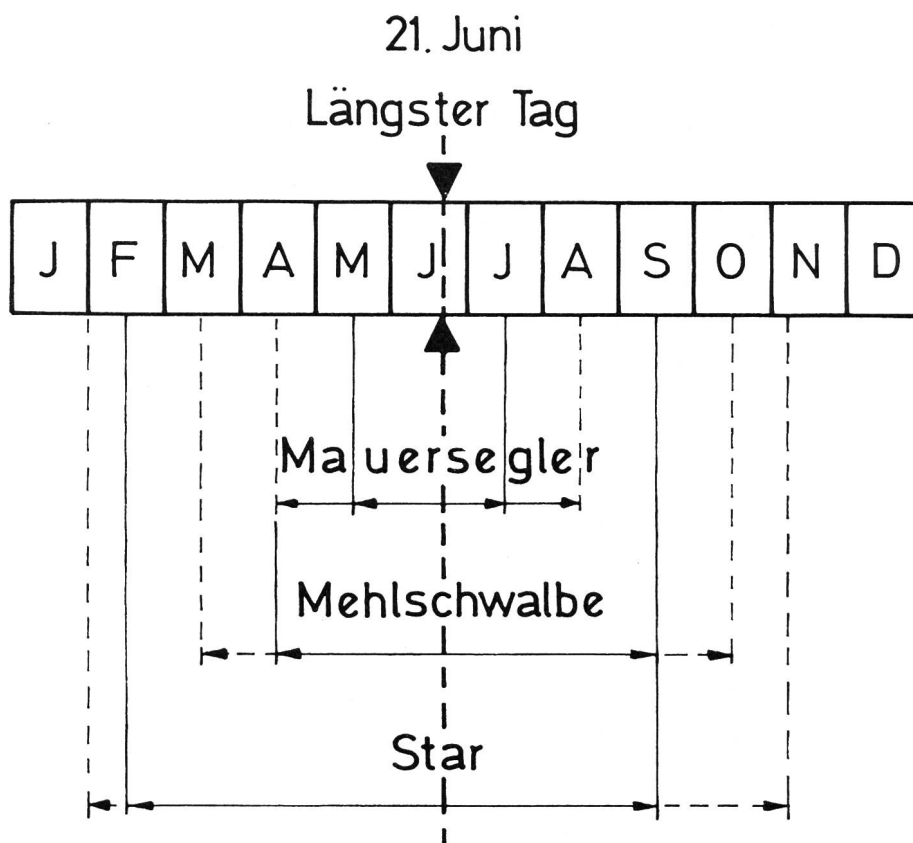 21. Juni
Längster Tag
J F M A M J J A S O N D
Mauersegler
Mehlschwalbe
Star